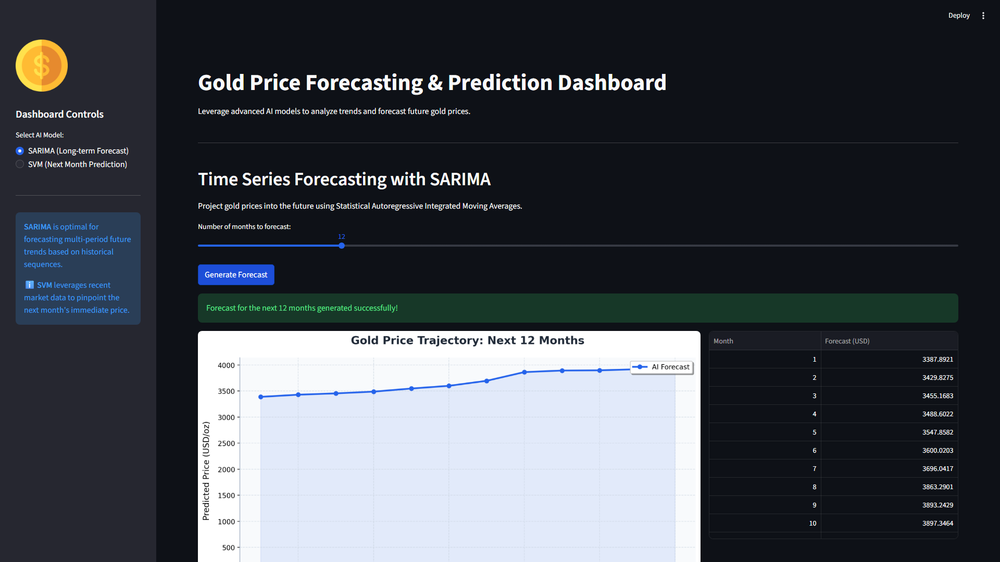 Deploy
Dashboard Controls
Select AI Model:
SARIMA (Long-term Forecast)
SVM (Next Month Prediction)
SARIMA is optimal for
forecasting multi-period future
trends based on historical
sequences.
ℹ️ SVM leverages recent
market data to pinpoint the
next month's immediate price.
Gold Price Forecasting & Prediction Dashboard
Leverage advanced AI models to analyze trends and forecast future gold prices.
Time Series Forecasting with SARIMA
Project gold prices into the future using Statistical Autoregressive Integrated Moving Averages.
Number of months to forecast:
12
Generate Forecast
Forecast for the next 12 months generated successfully!
Gold Price Trajectory: Next 12 Months
AI Forecast
Predicted Price (USD/oz)
4000
3500
3000
2500
2000
1500
1000
500
Month Forecast (USD)
1 3387.8921
2 3429.8275
3 3455.1683
4 3488.6022
5 3547.8582
6 3600.0203
7 3696.0417
8 3863.2901
9 3893.2429
10 3897.3464